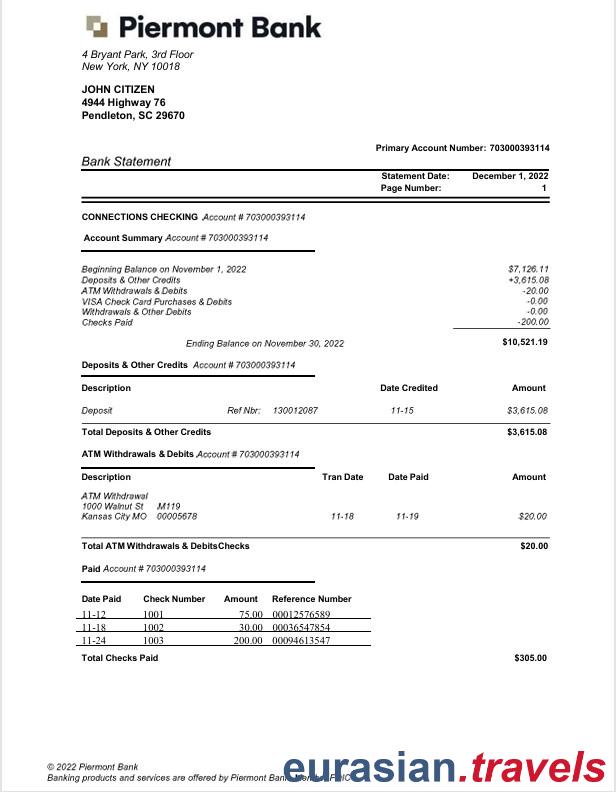 Piermont Bank
4 Bryant Park, 3rd Floor
New York, NY 10018
JOHN CITIZEN
4944 Highway 76
Pendleton, SC 29670
Primary Account Number: 703000393114
Bank Statement
Statement Date: December 1, 2022
Page Number: 1
CONNECTIONS CHECKING Account # 703000393114
Account Summary Account # 703000393114
Beginning Balance on November 1, 2022 $7,126.11
Deposits & Other Credits +3,615.08
ATM Withdrawals & Debits -20.00
VISA Check Card Purchases & Debits -0.00
Withdrawals & Other Debits -0.00
Checks Paid -200.00
Ending Balance on November 30, 2022 $10,521.19
Deposits & Other Credits Account # 703000393114
Description Date Credited Amount
Deposit Ref Nbr: 130012087 11-15 $3,615.08
Total Deposits & Other Credits $3,615.08
ATM Withdrawals & Debits Account # 703000393114
Description Tran Date Date Paid Amount
ATM Withdrawal
1000 Walnut St M119
Kansas City MO 00005678 11-18 11-19 $20.00
Total ATM Withdrawals & DebitsChecks $20.00
Paid Account # 703000393114
Date Paid Check Number Amount Reference Number
11-12 1001 75.00 00012576589
11-18 1002 30.00 00036547854
11-24 1003 200.00 00094613547
Total Checks Paid $305.00
© 2022 Piermont Bank
Banking products and services are offered by Piermont Bank
eurasian.travels